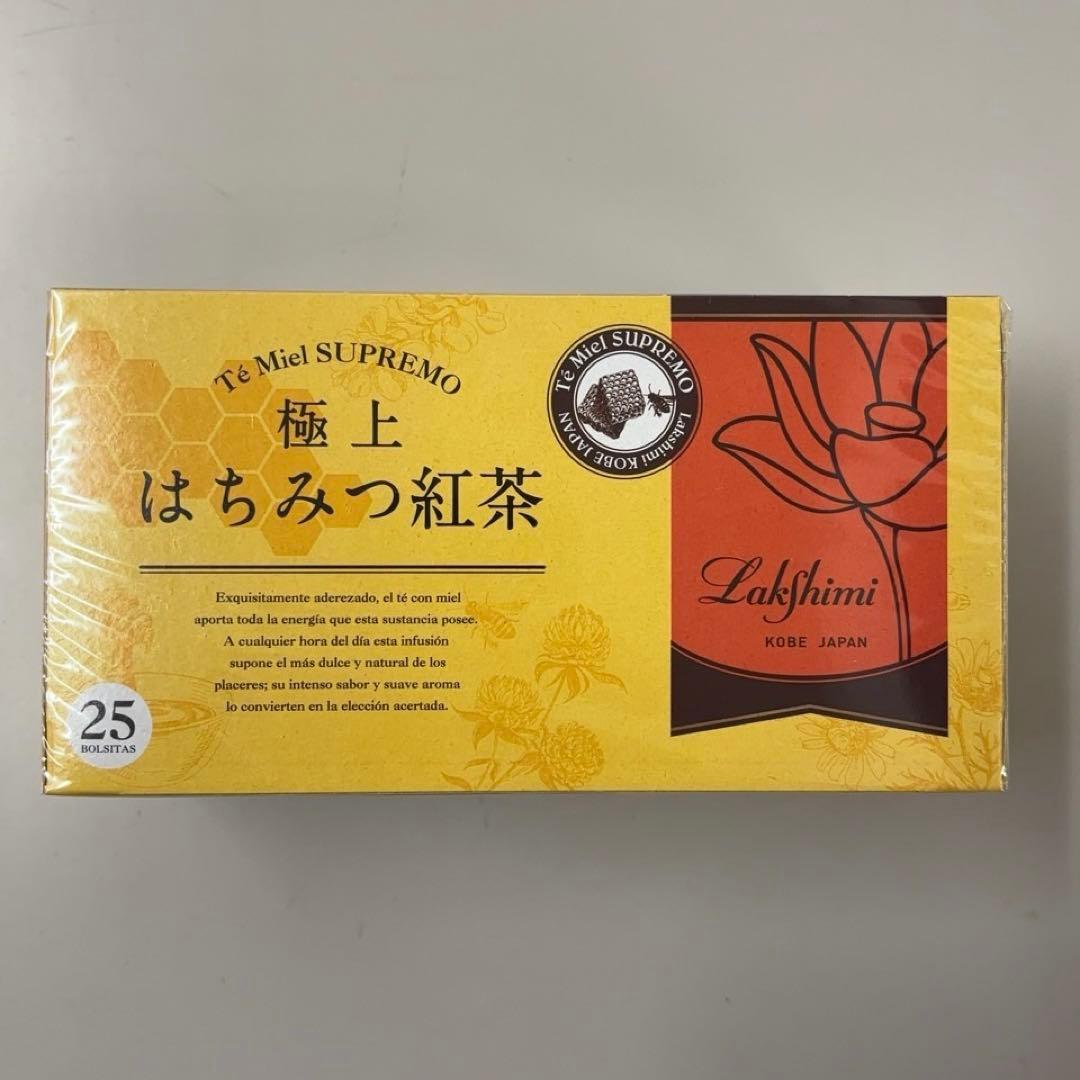 Té Miel SUPREMO
極上
はちみつ紅茶
Exquisitamente aderezado, el té con miel
aporta toda la energía que esta sustancia posee.
A cualquier hora del día esta infusión
supone el más dulce y natural de los
placeres; su intenso sabor y suave aroma
lo convierten en la elección acertada.
25
BOLSITAS
Té Miel SUPREMO
Lakshimi KOBE JAPAN
Lakshimi
KOBE JAPAN